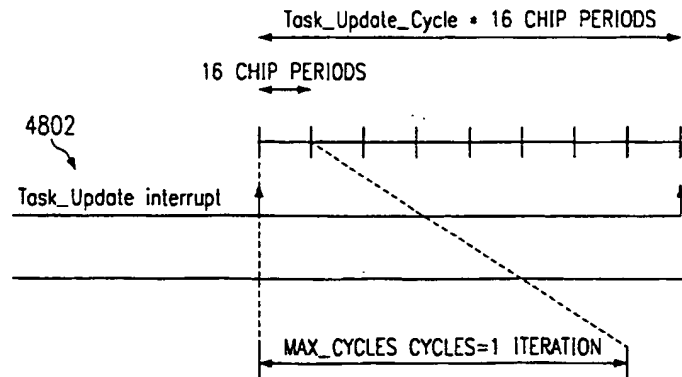 Task_Update_Cycle * 16 CHIP PERIODS
16 CHIP PERIODS
4802
Task_Update interrupt
MAX_CYCLES CYCLES=1 ITERATION